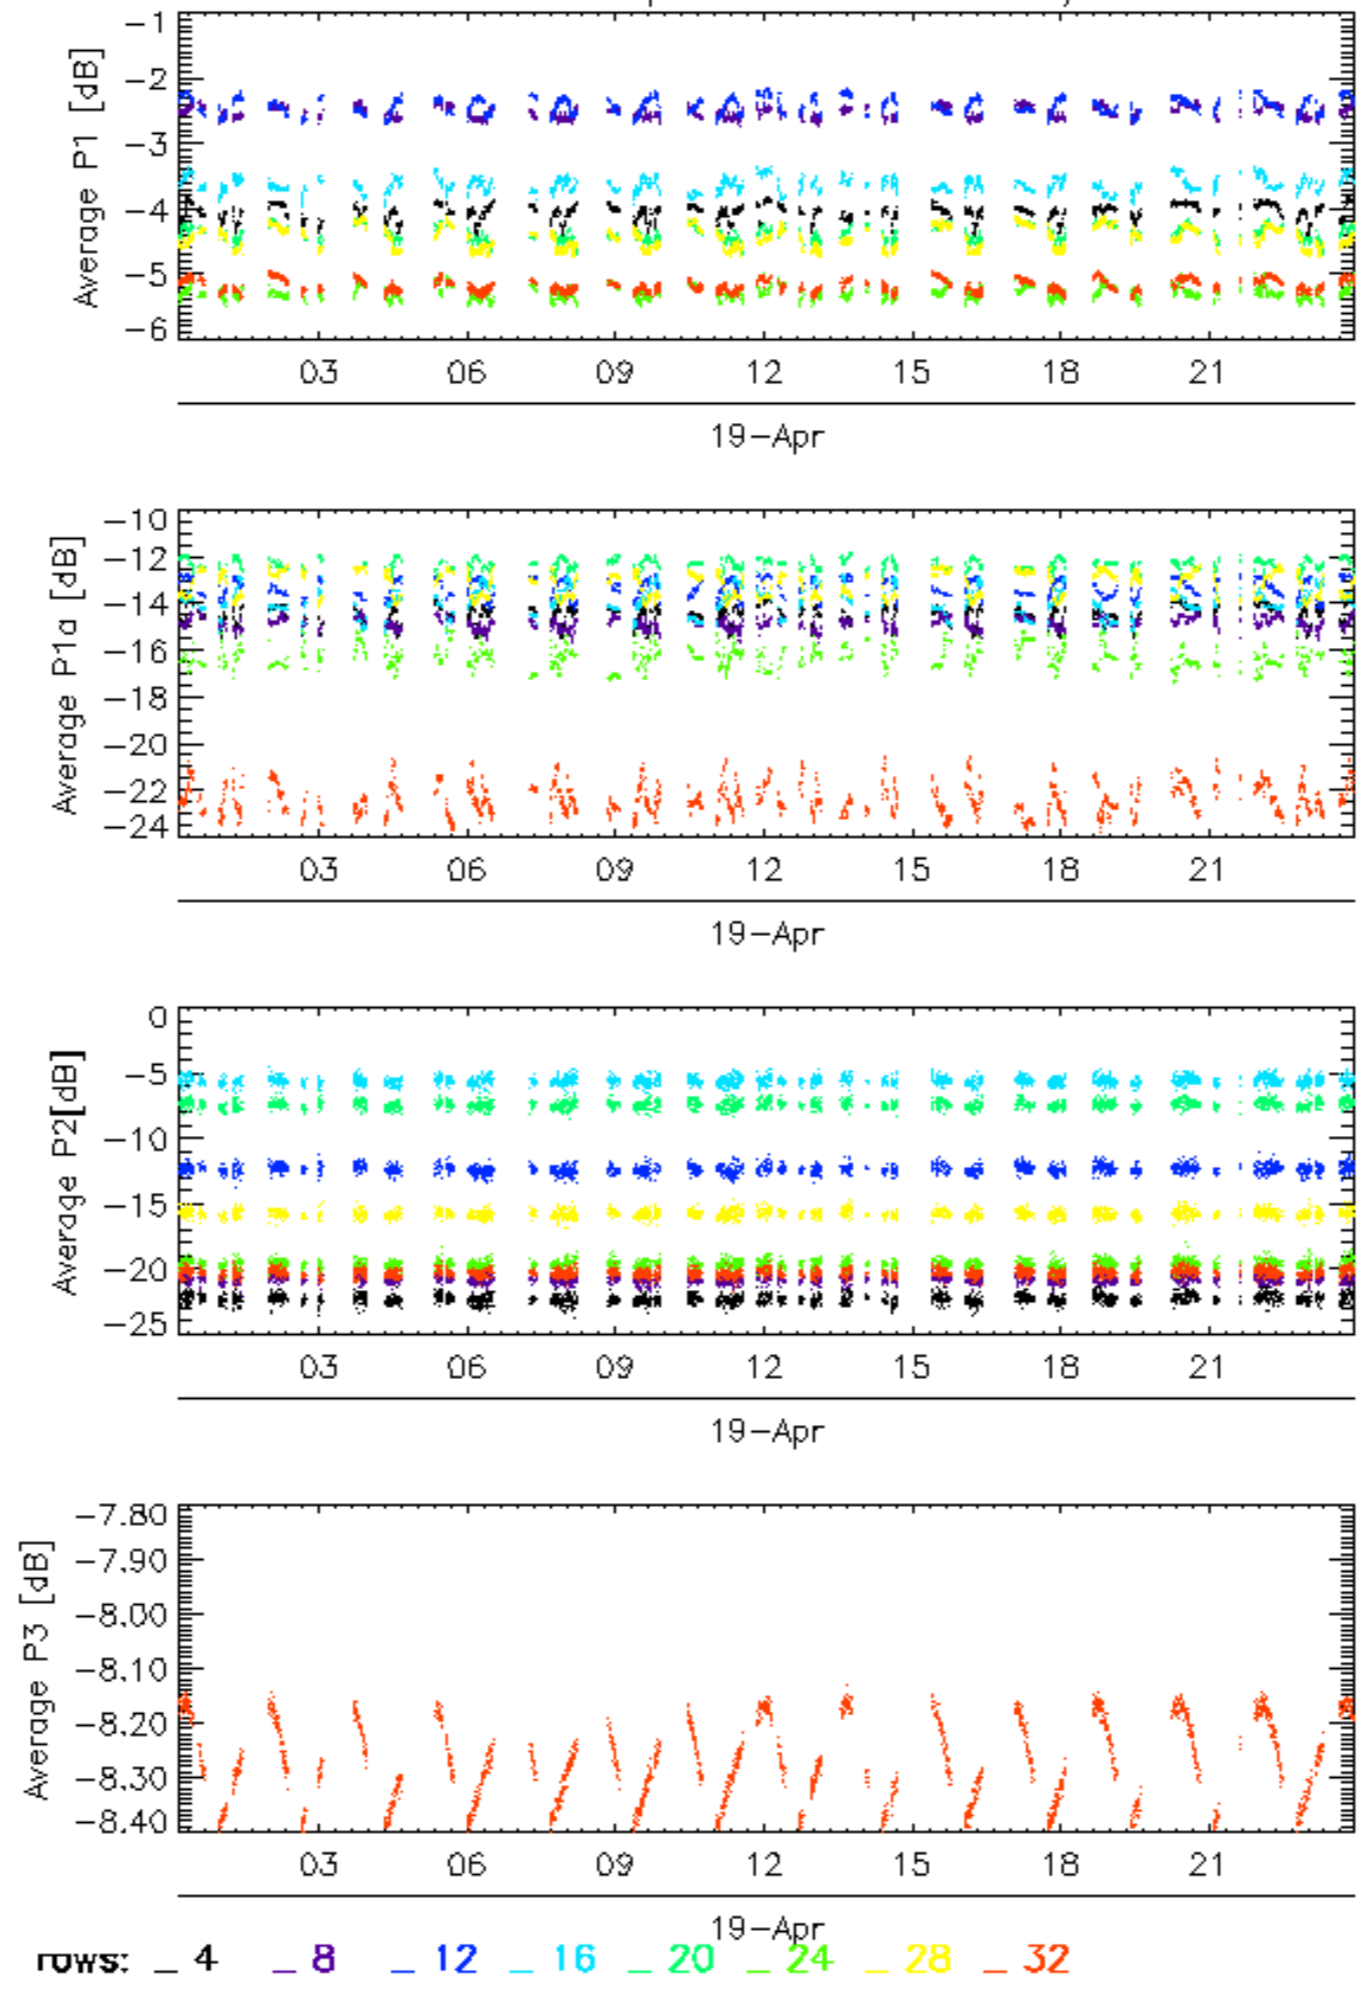 Average P1 [dB]
-1
-2
-3
-4
-5
-6
03 06 09 12 15 18 21
19-Apr
Average P1a [dB]
-10
-12
-14
-16
-18
-20
-22
-24
03 06 09 12 15 18 21
19-Apr
Average P2[dB]
0
-5
-10
-15
-20
-25
03 06 09 12 15 18 21
19-Apr
Average P3 [dB]
-7.80
-7.90
-8.00
-8.10
-8.20
-8.30
-8.40
03 06 09 12 15 18 21
19-Apr
rows: _ 4 _ 8 _ 12 _ 16 _ 20 _ 24 _ 28 _ 32